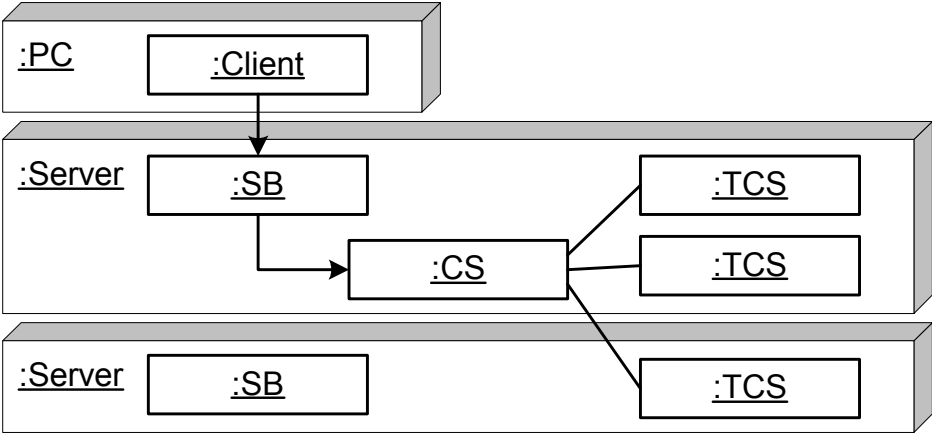 :PC
:Client
:Server
:SB
:TCS
:CS
:TCS
:Server
:SB
:TCS